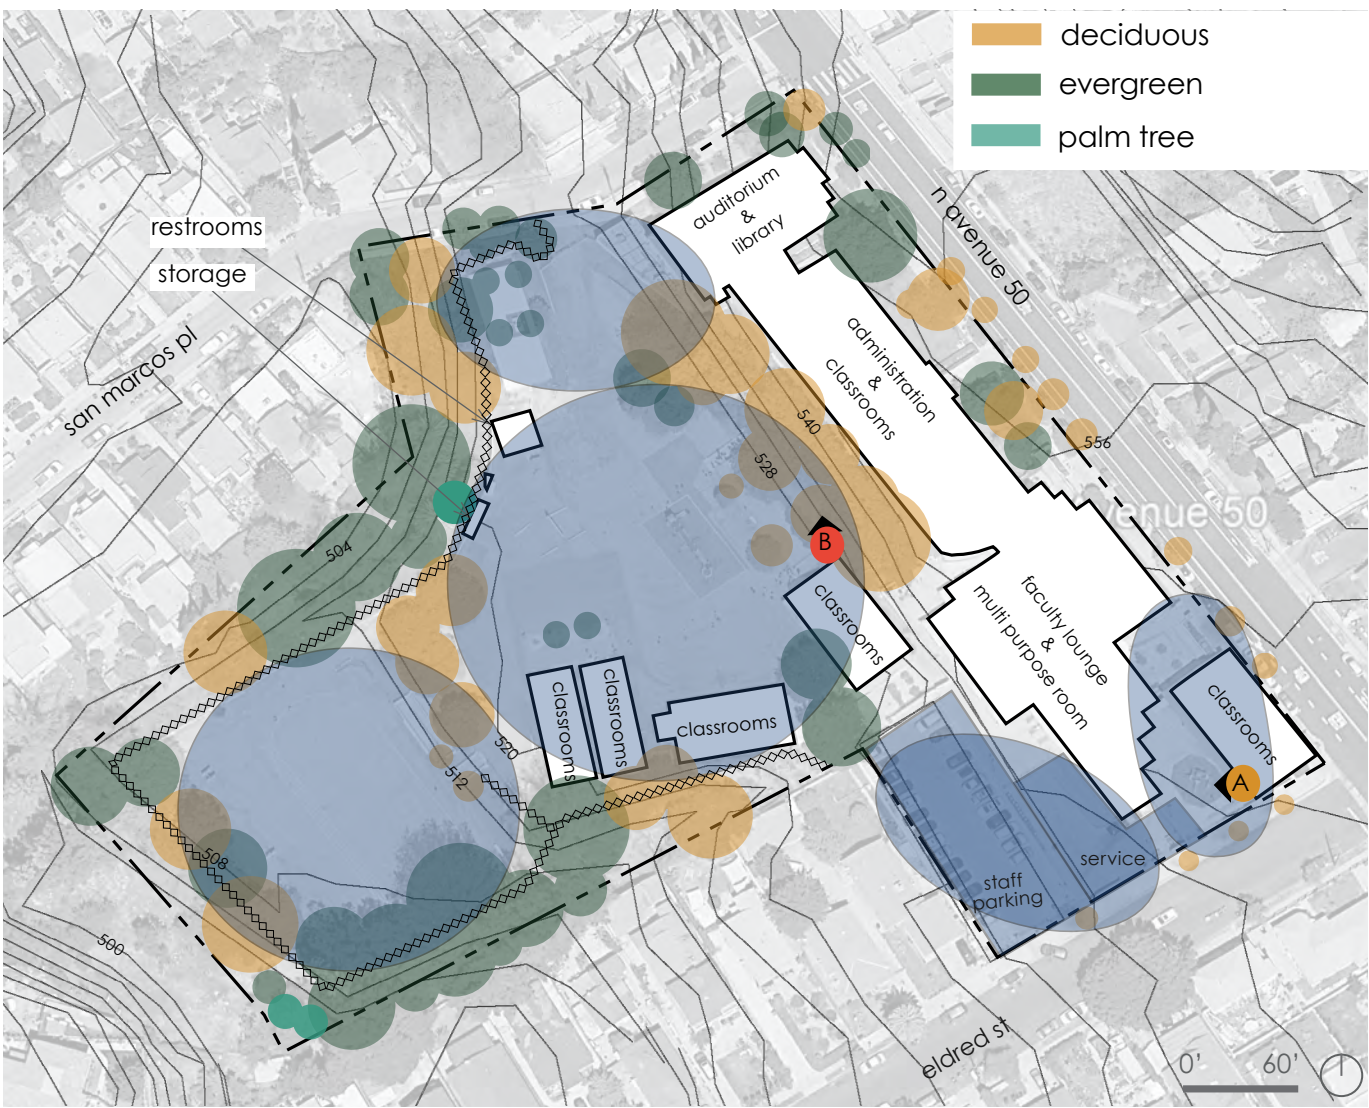 deciduous
evergreen
palm tree
restrooms
storage
san marcos pl
n avenue 50
auditorium
&
library
administration
&
classrooms
540
528
556
venue 50
504
B
classrooms
faculty lounge
&
multi purpose room
classrooms
classrooms
classrooms
classrooms
A
520
512
508
500
service
staff
parking
eldred st
0' 60'